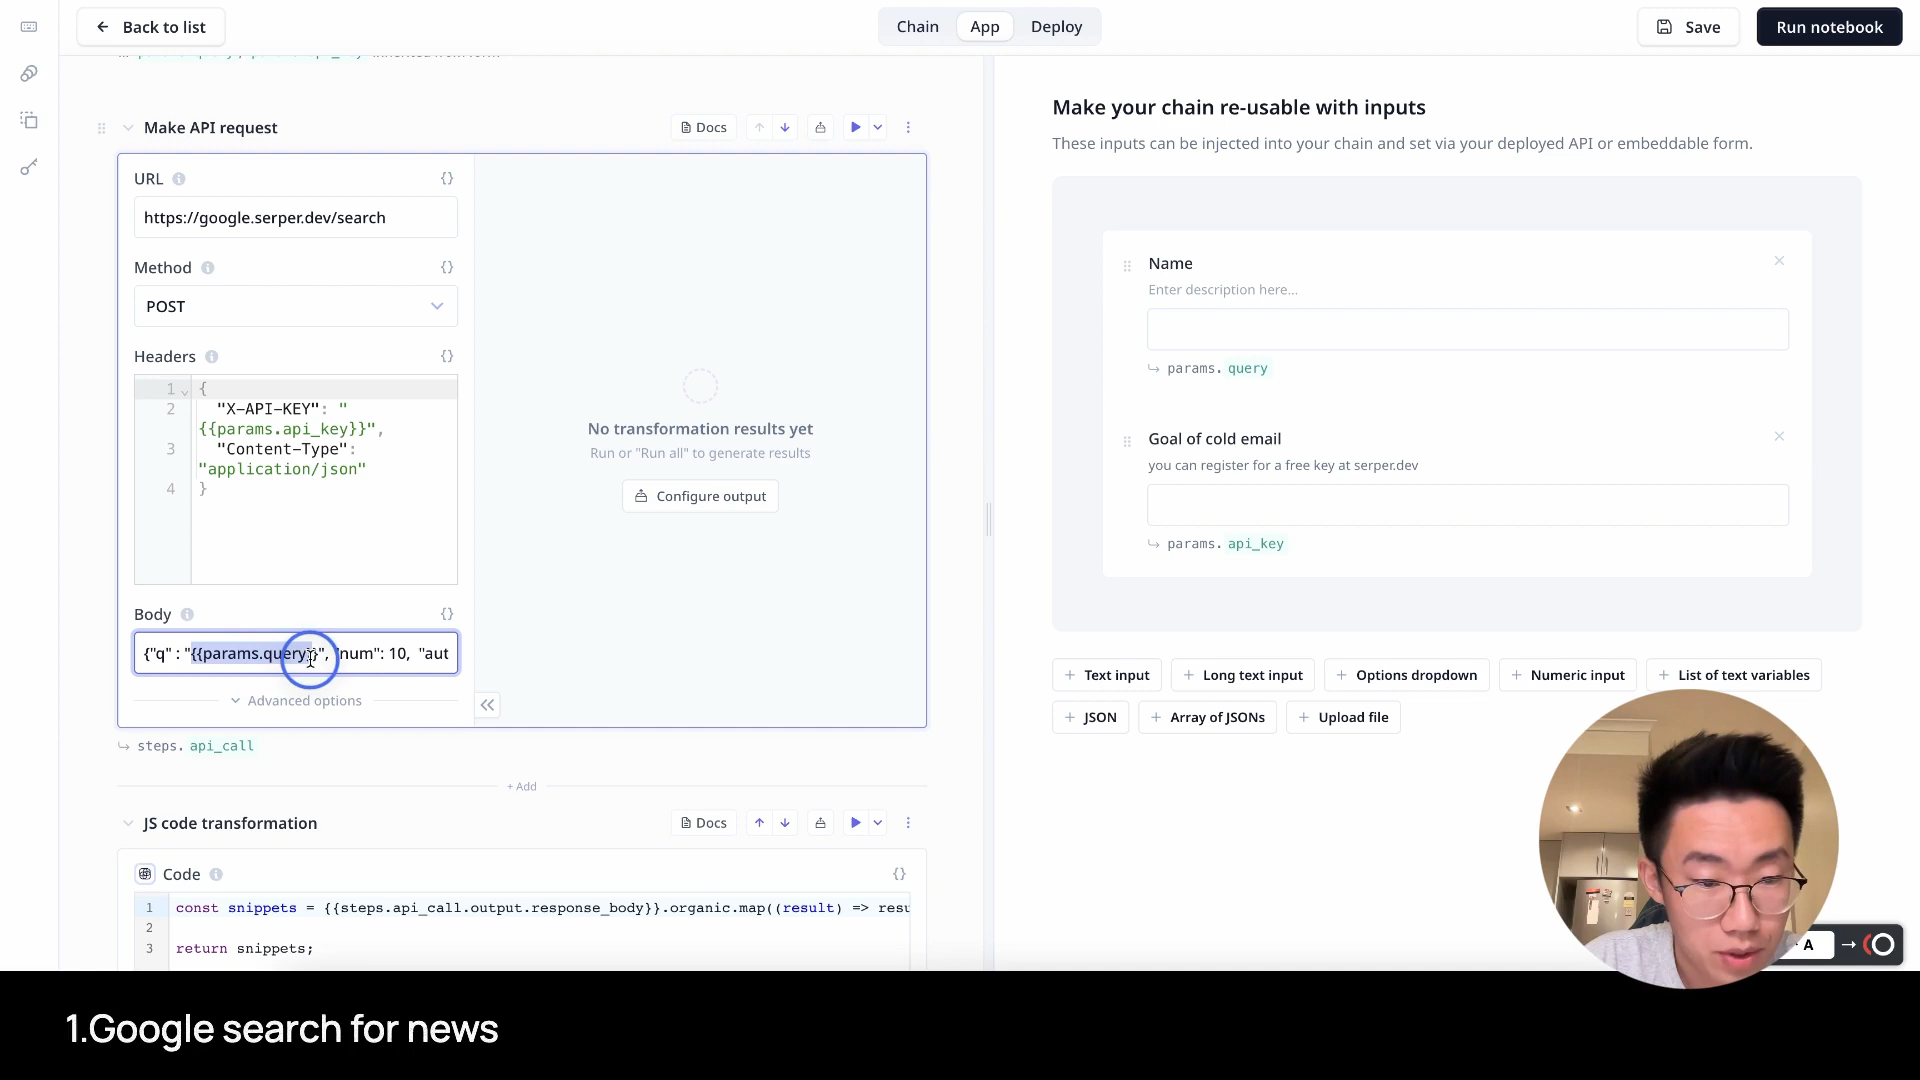 Back to list
Chain
App
Deploy
Save
Run notebook
Make API request
Docs
URL
{}
https://google.serper.dev/search
Method
{}
POST
Headers
{}
1 {
2 "X-API-KEY": "
{{params.api_key}}",
3 "Content-Type":
"application/json"
4 }
Body
{}
{"q" : "{{params.query}}", "num": 10, "aut
Advanced options
No transformation results yet
Run or "Run all" to generate results
Configure output
steps. api_call
+ Add
JS code transformation
Docs
Code
{}
1 const snippets = {{steps.api_call.output.response_body}}.organic.map((result) => resu
2
3 return snippets;
Make your chain re-usable with inputs
These inputs can be injected into your chain and set via your deployed API or embeddable form.
Name
Enter description here...
params. query
Goal of cold email
you can register for a free key at serper.dev
params. api_key
+ Text input
+ Long text input
+ Options dropdown
+ Numeric input
+ List of text variables
+ JSON
+ Array of JSONs
+ Upload file
A
1.Google search for news